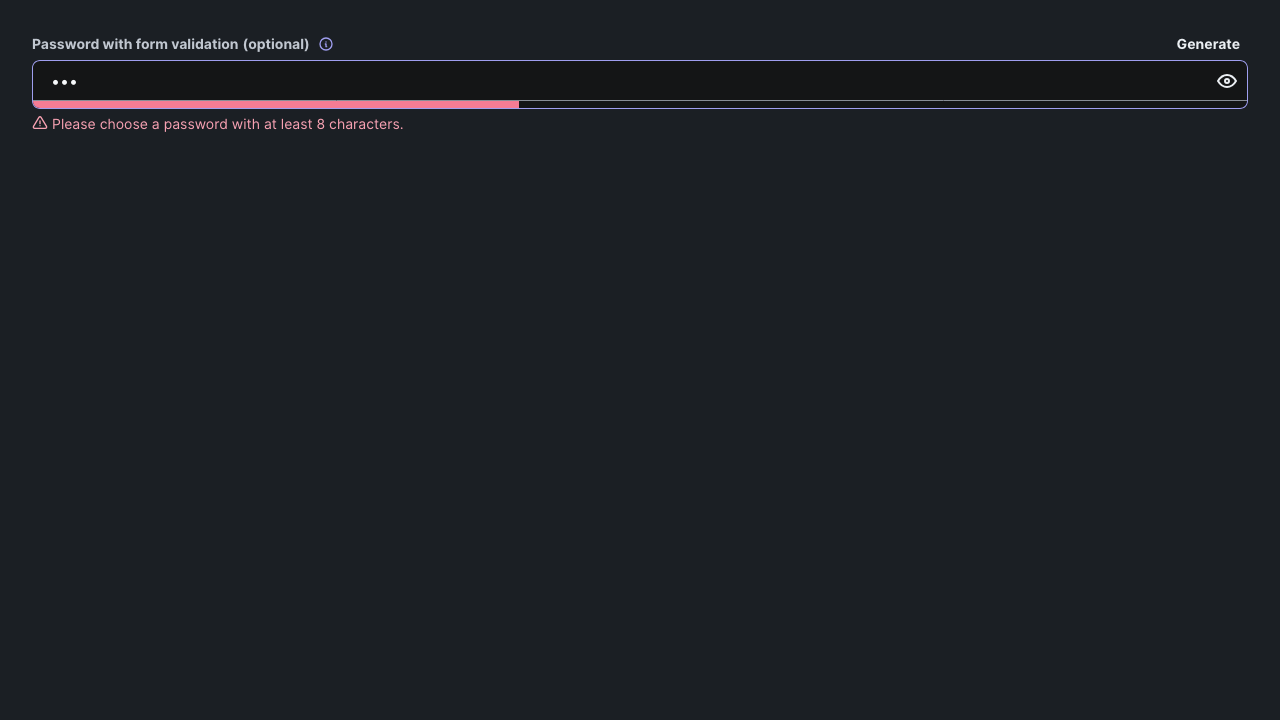 Password with form validation (optional)
Generate
•••
Please choose a password with at least 8 characters.